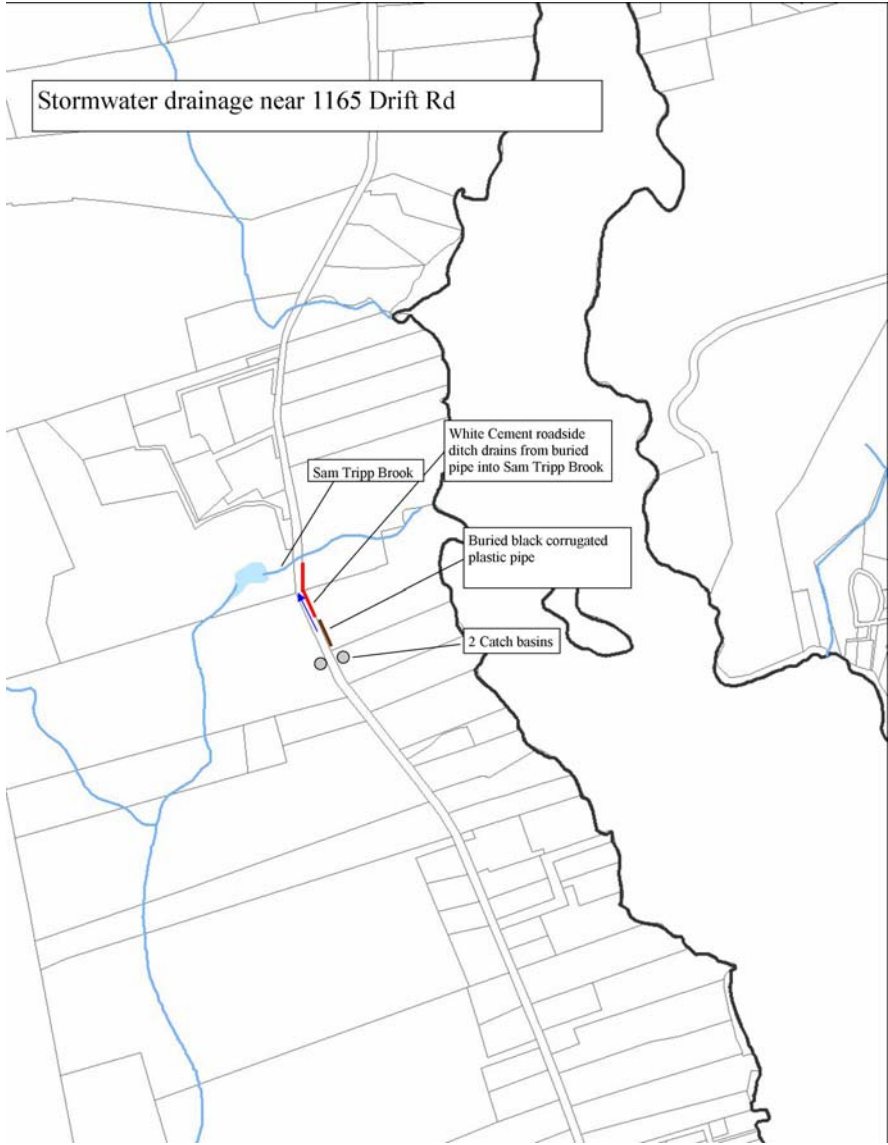 Stormwater drainage near 1165 Drift Rd
White Cement roadside
ditch drains from buried
pipe into Sam Tripp Brook
Sam Tripp Brook
Buried black corrugated
plastic pipe
2 Catch basins